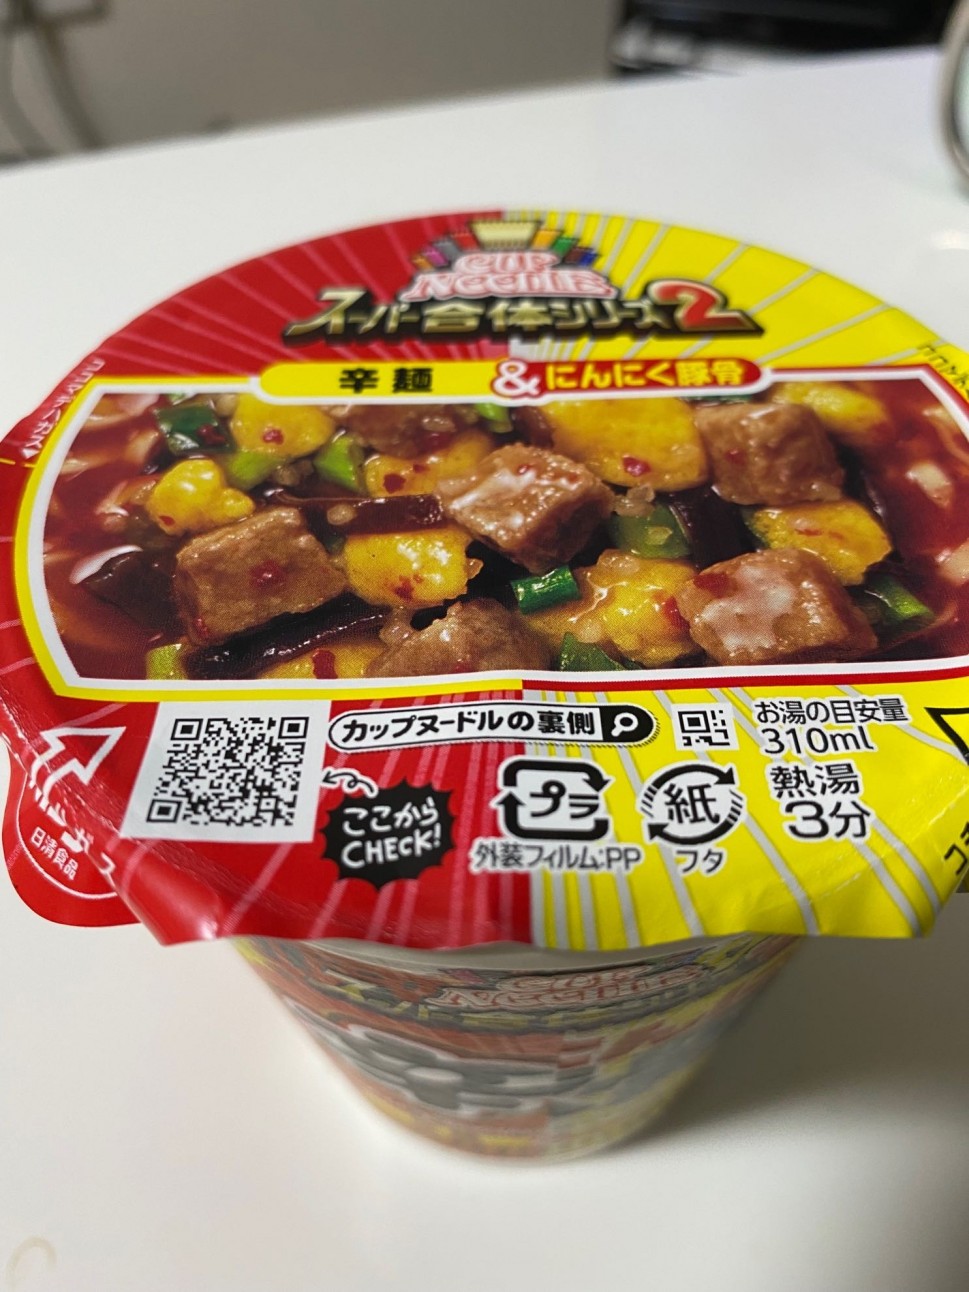 CUP
NOODLE
スーパー合体シリーズ2
辛麺&にんにく豚骨
カップヌードルの裏側
お湯の目安量
310ml
熱湯
3分
ここから
CHECK!
プラ
外装フィルム:PP
紙
フタ
日清食品
CUP
NOODLE